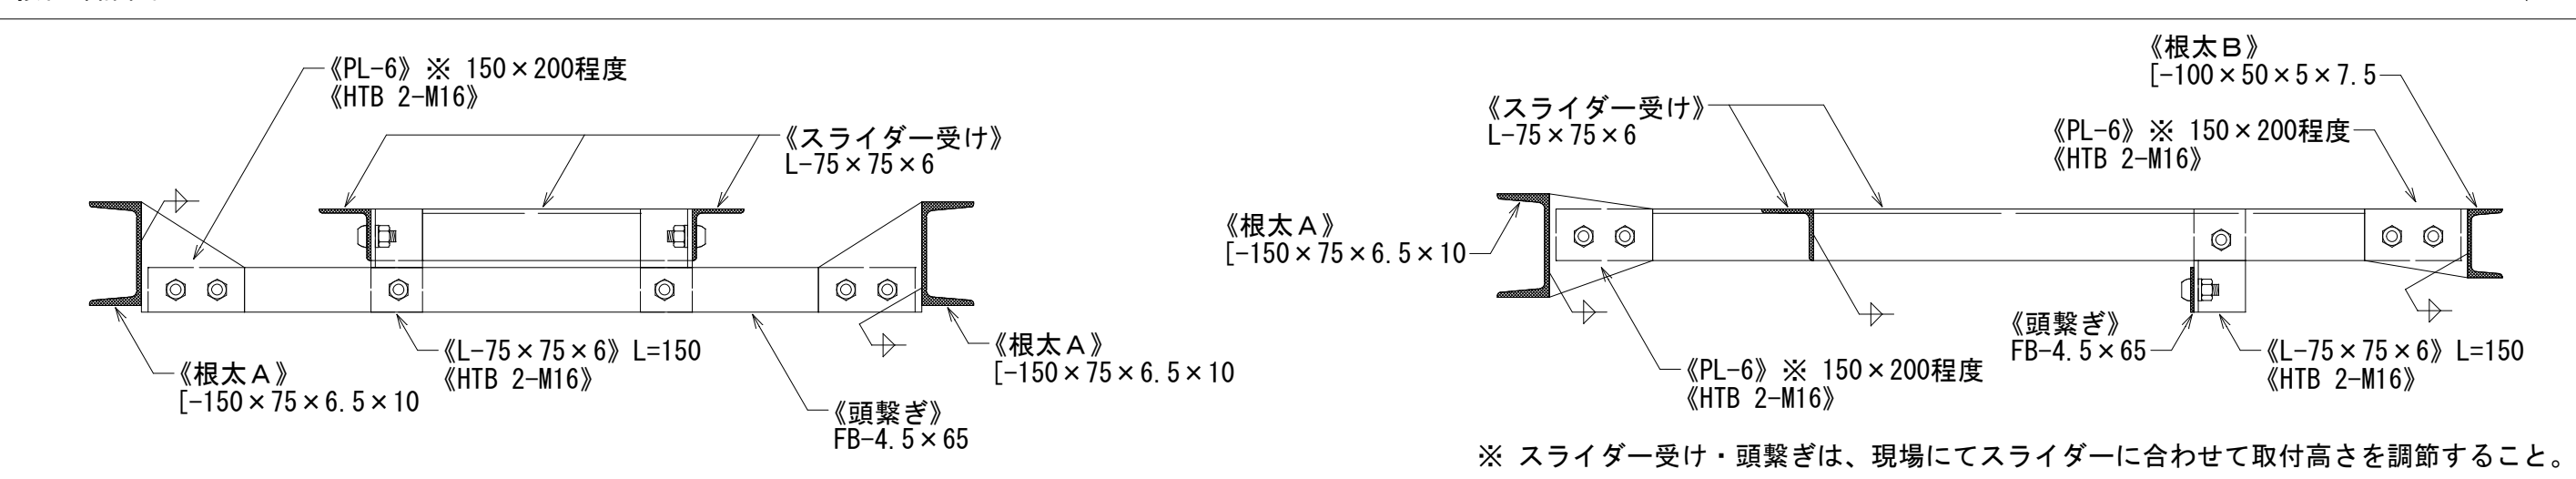 《PL-6》※ 150×200程度
《HTB 2-M16》
《スライダー受け》
L-75×75×6
《根太A》
[-150×75×6.5×10
《L-75×75×6》L=150
《HTB 2-M16》
《頭繋ぎ》
FB-4.5×65
《根太A》
[-150×75×6.5×10
《根太B》
[-100×50×5×7.5
《スライダー受け》
L-75×75×6
《PL-6》※ 150×200程度
《HTB 2-M16》
《根太A》
[-150×75×6.5×10
《PL-6》※ 150×200程度
《HTB 2-M16》
《頭繋ぎ》
FB-4.5×65
《L-75×75×6》L=150
《HTB 2-M16》
※ スライダー受け・頭繋ぎは、現場にてスライダーに合わせて取付高さを調節すること。